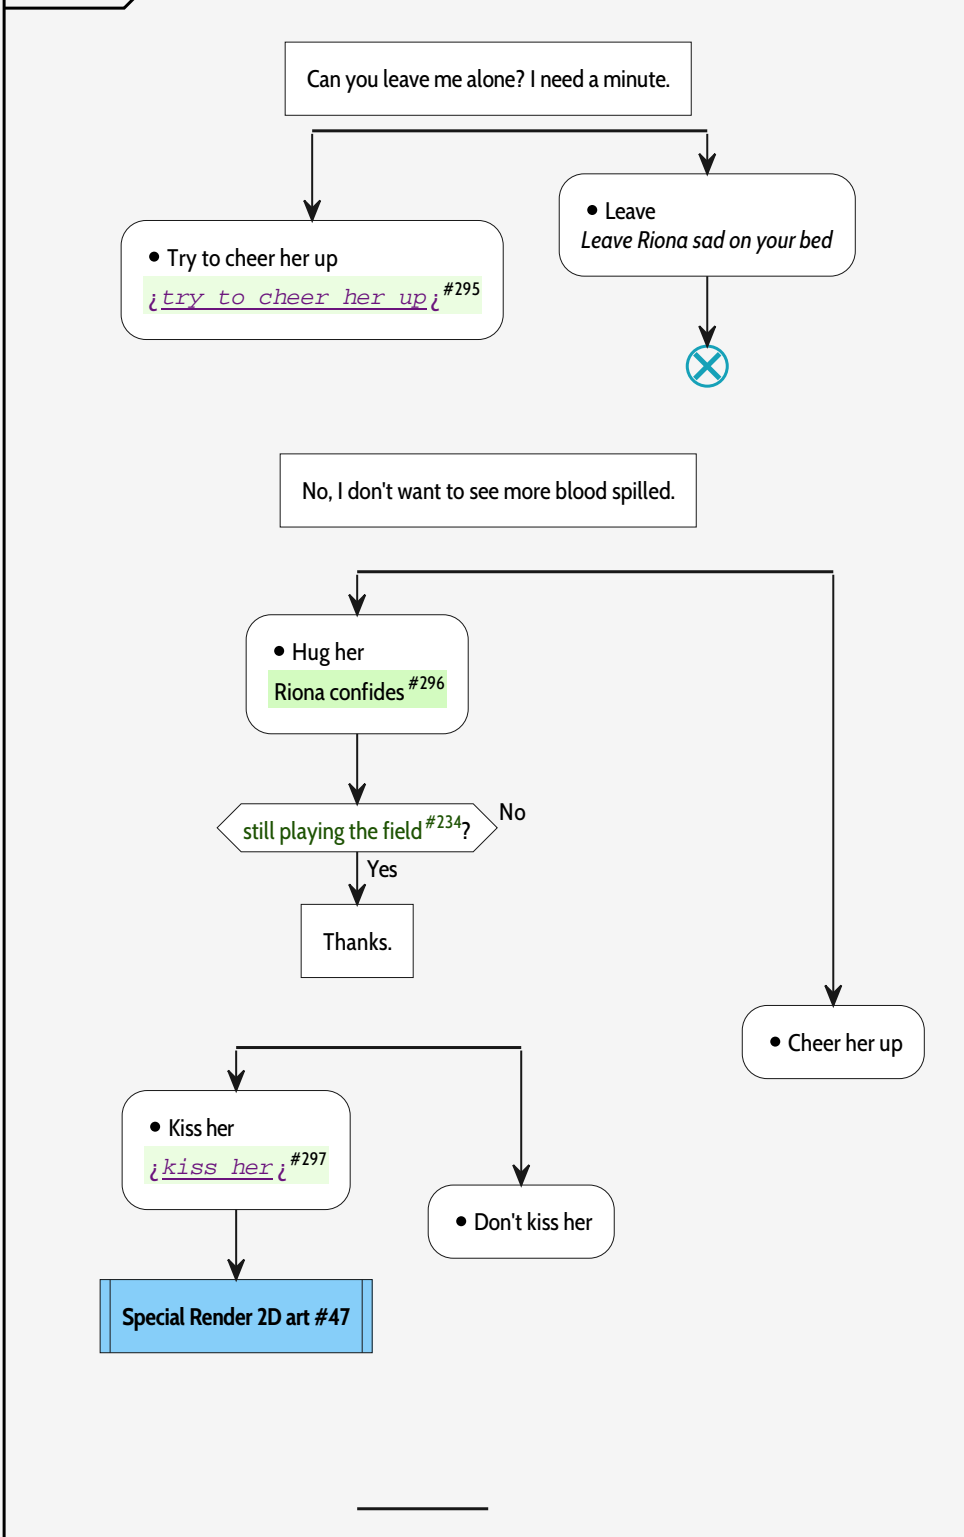 Can you leave me alone? I need a minute.
• Leave
Leave Riona sad on your bed
• Try to cheer her up
¿try to cheer her up¿ #295
No, I don't want to see more blood spilled.
• Hug her
Riona confides #296
still playing the field #234?
No
Yes
Thanks.
• Cheer her up
• Kiss her
¿kiss her¿ #297
• Don't kiss her
Special Render 2D art #47